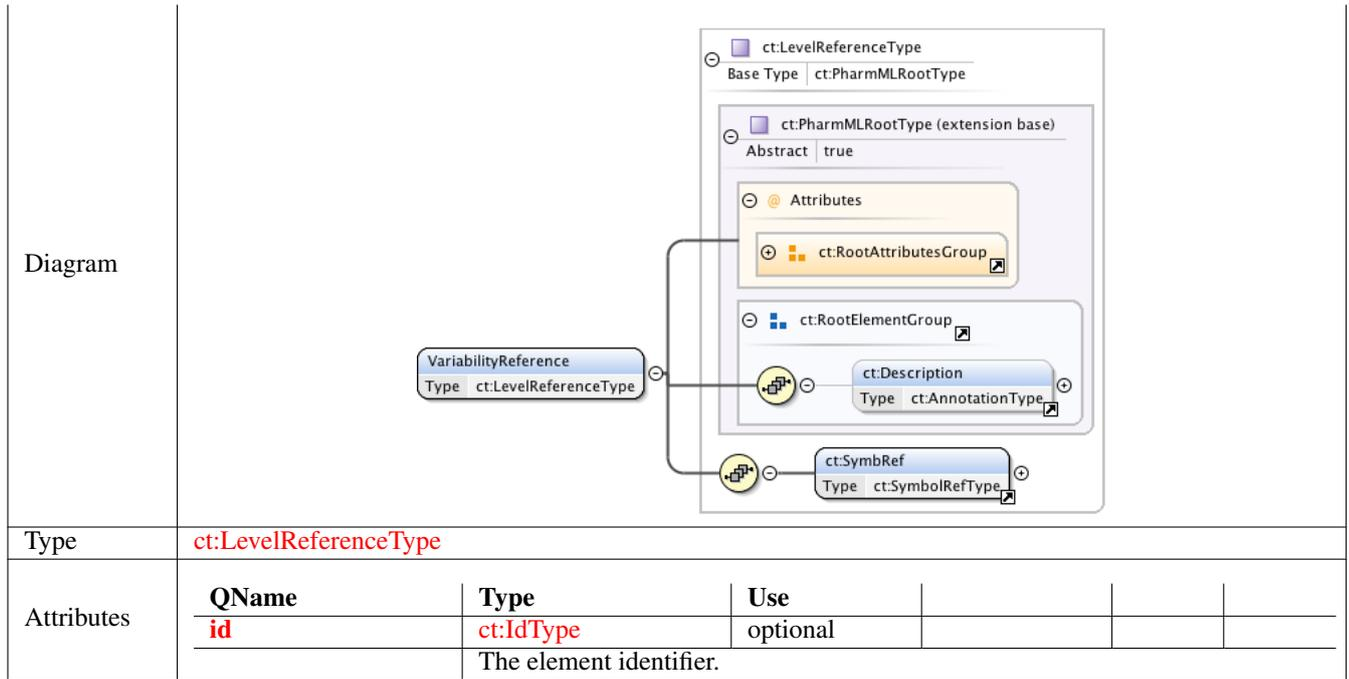 Diagram
ct:LevelReferenceType
Base Type ct:PharmMLRootType
ct:PharmMLRootType (extension base)
Abstract true
@ Attributes
ct:RootAttributesGroup
ct:RootElementGroup
VariabilityReference
Type ct:LevelReferenceType
ct:Description
Type ct:AnnotationType
ct:SymbRef
Type ct:SymbolRefType
Type ct:LevelReferenceType
Attributes
QName Type Use
id ct:IdType optional
The element identifier.